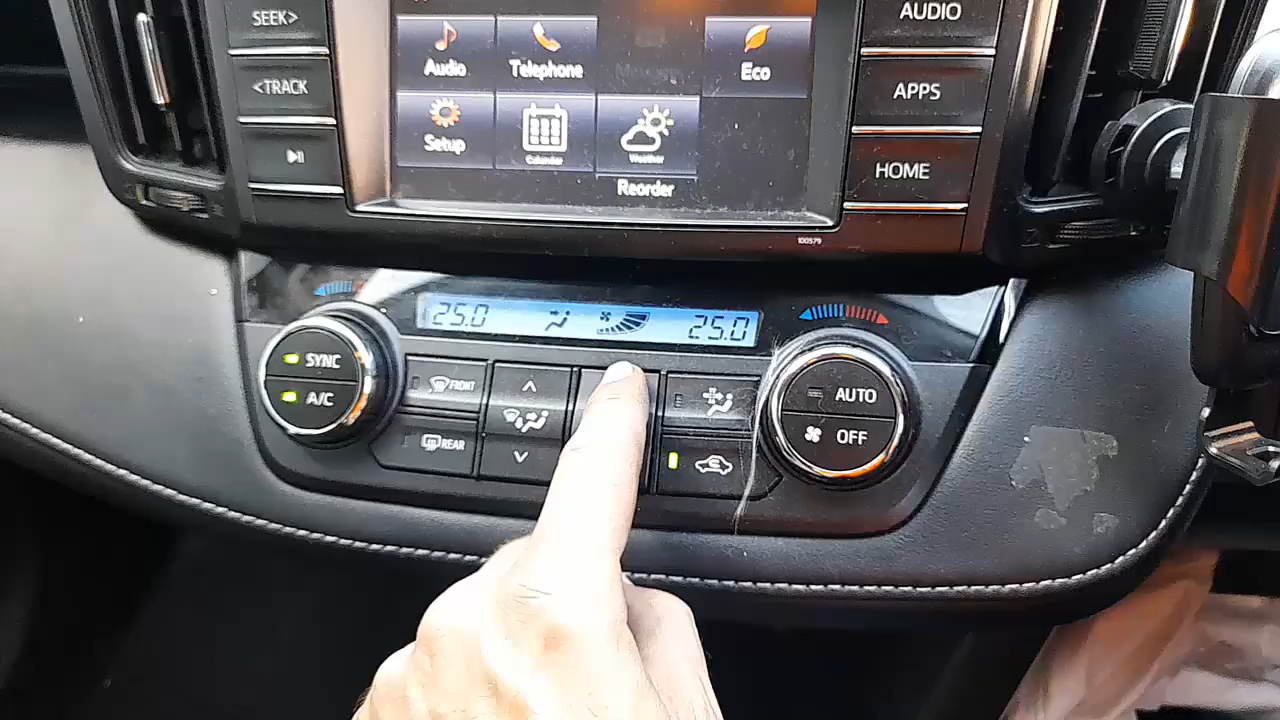 SEEK>
<TRACK
Audio
Telephone
Eco
Setup
Calendar
Weather
Reorder
AUDIO
APPS
HOME
100579
25.0
25.0
SYNC
A/C
FRONT
REAR
AUTO
OFF